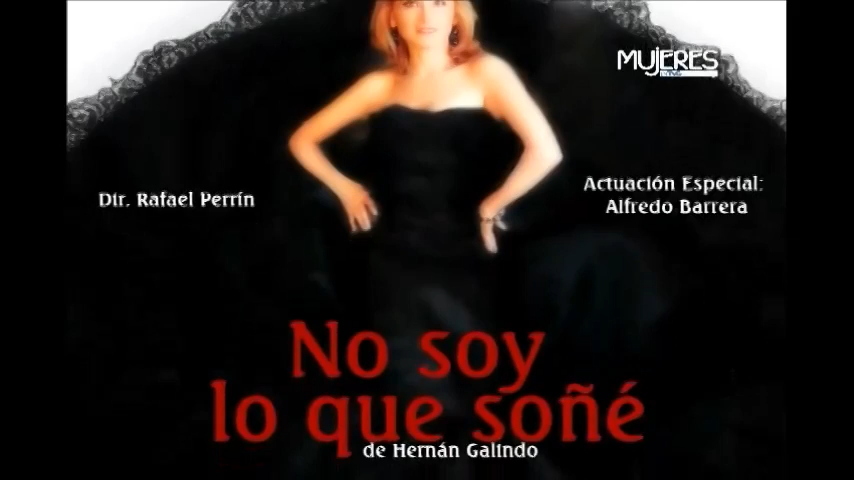 MUJERES
Dir. Rafael Perrín
Actuación Especial:
Alfredo Barrera
No soy
lo que soñé
de Hernán Galindo